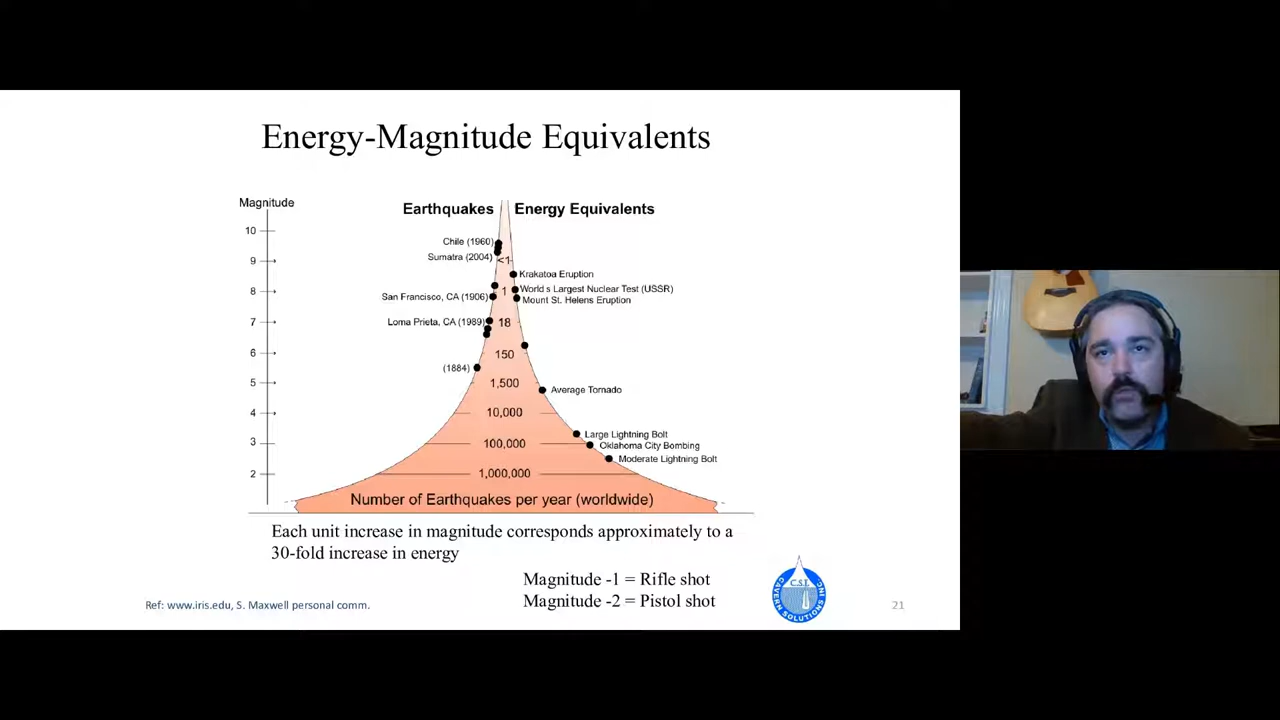 Energy-Magnitude Equivalents
Magnitude
Earthquakes
Energy Equivalents
10
9
8
7
6
5
4
3
2
Chile (1960)
Sumatra (2004)
<1
Krakatoa Eruption
World s Largest Nuclear Test (USSR)
1
San Francisco, CA (1906)
Mount St. Helens Eruption
Loma Prieta, CA (1989)
18
150
(1884)
1,500
Average Tornado
10,000
Large Lightning Bolt
100,000
Oklahoma City Bombing
Moderate Lightning Bolt
1,000,000
Number of Earthquakes per year (worldwide)
Each unit increase in magnitude corresponds approximately to a
30-fold increase in energy
Magnitude -1 = Rifle shot
Magnitude -2 = Pistol shot
Ref: www.iris.edu, S. Maxwell personal comm.
C.S.I.
CAVERN SOLUTIONS INC.
21